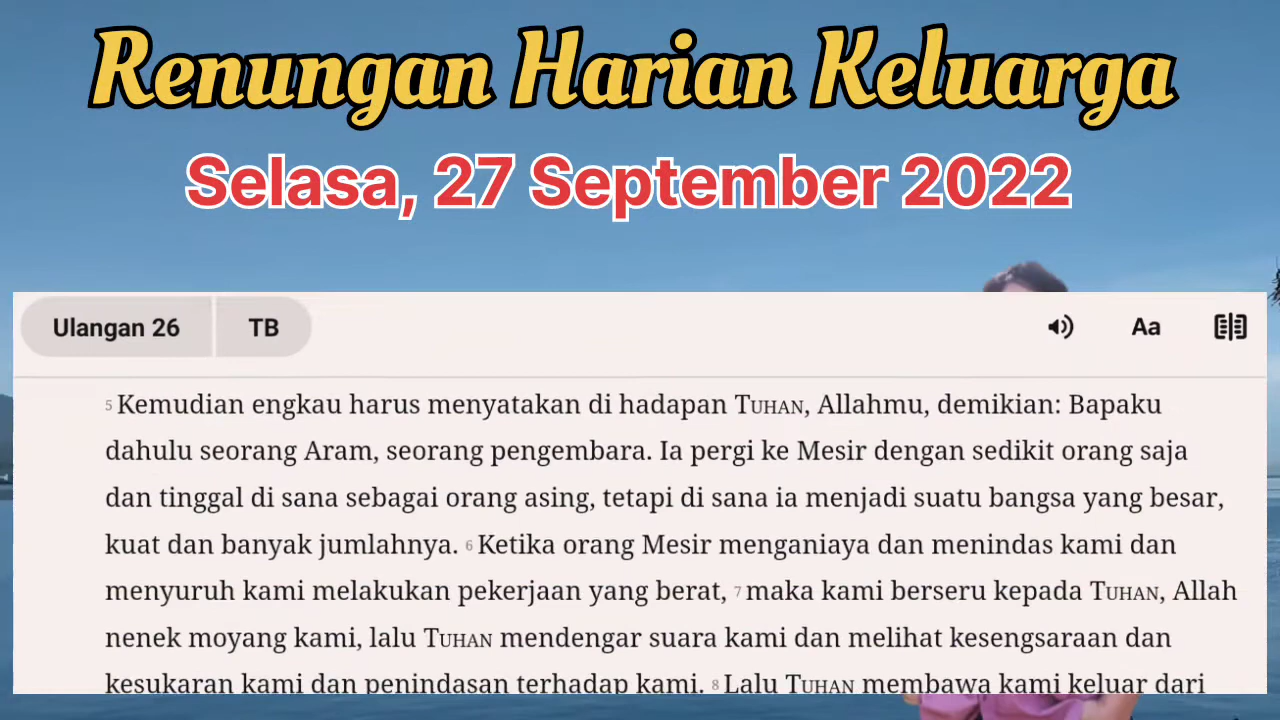 Renungan Harian Keluarga
Selasa, 27 September 2022
Ulangan 26 TB Aa
5 Kemudian engkau harus menyatakan di hadapan TUHAN, Allahmu, demikian: Bapaku
dahulu seorang Aram, seorang pengembara. Ia pergi ke Mesir dengan sedikit orang saja
dan tinggal di sana sebagai orang asing, tetapi di sana ia menjadi suatu bangsa yang besar,
kuat dan banyak jumlahnya. 6 Ketika orang Mesir menganiaya dan menindas kami dan
menyuruh kami melakukan pekerjaan yang berat, 7 maka kami berseru kepada TUHAN, Allah
nenek moyang kami, lalu TUHAN mendengar suara kami dan melihat kesengsaraan dan
kesukaran kami dan penindasan terhadap kami. 8 Lalu TUHAN membawa kami keluar dari